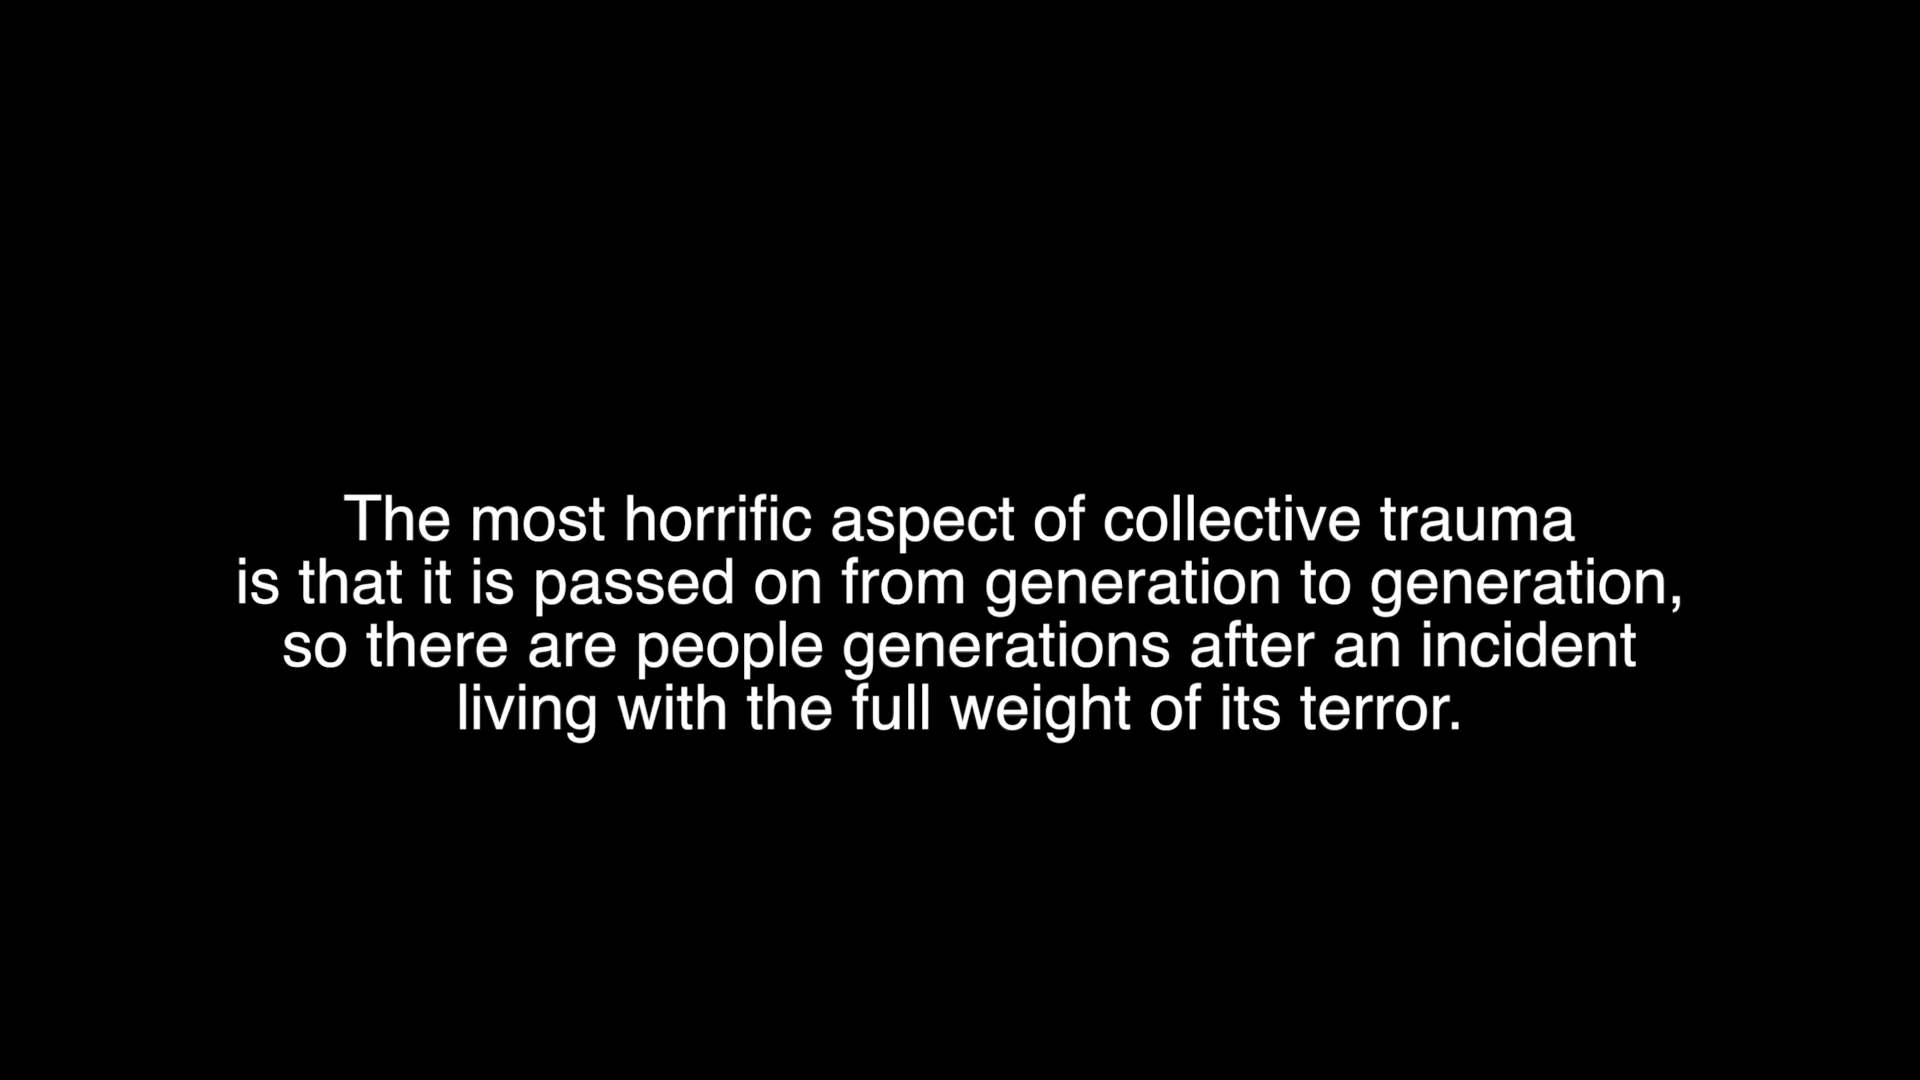 The most horrific aspect of collective trauma
is that it is passed on from generation to generation,
so there are people generations after an incident
living with the full weight of its terror.